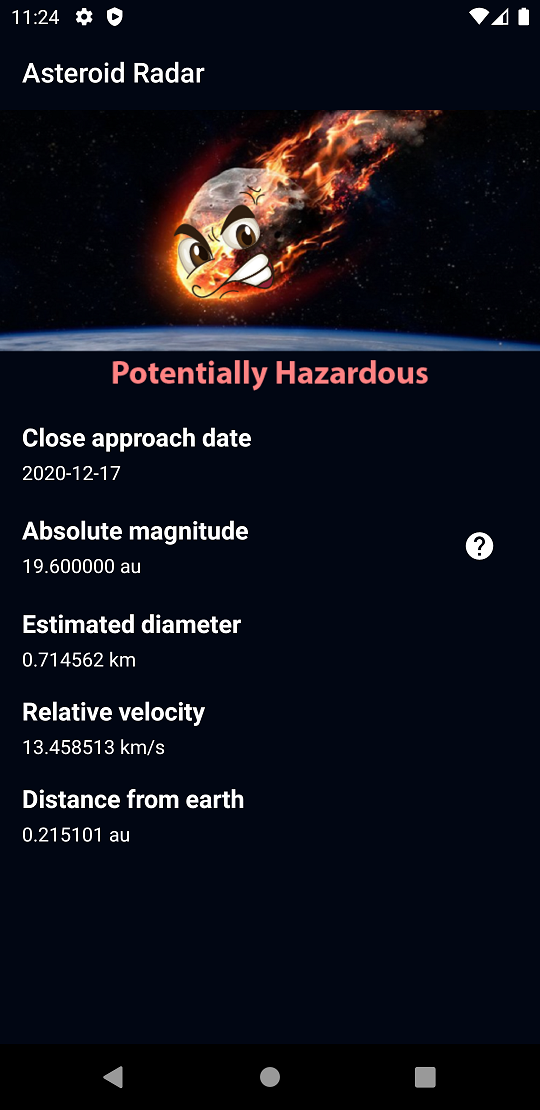 11:24
Asteroid Radar
Potentially Hazardous
Close approach date
2020-12-17
Absolute magnitude
19.600000 au
?
Estimated diameter
0.714562 km
Relative velocity
13.458513 km/s
Distance from earth
0.215101 au